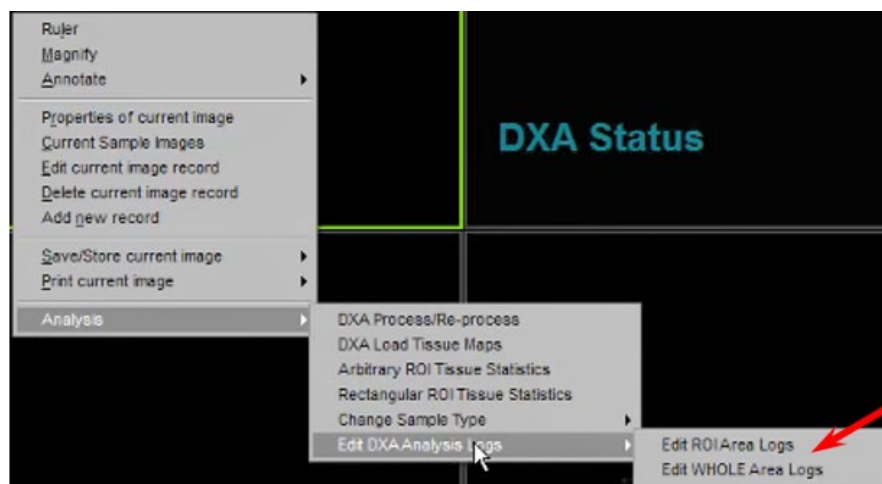 Ruler
Magnify
Annotate
Properties of current image
Current Sample Images
Edit current image record
Delete current image record
Add new record
Save/Store current image
Print current image
Analysis
DXA Status
DXA Process/Re-process
DXA Load Tissue Maps
Arbitrary ROI Tissue Statistics
Rectangular ROI Tissue Statistics
Change Sample Type
Edit DXA Analysis Logs
Edit ROI Area Logs
Edit WHOLE Area Logs